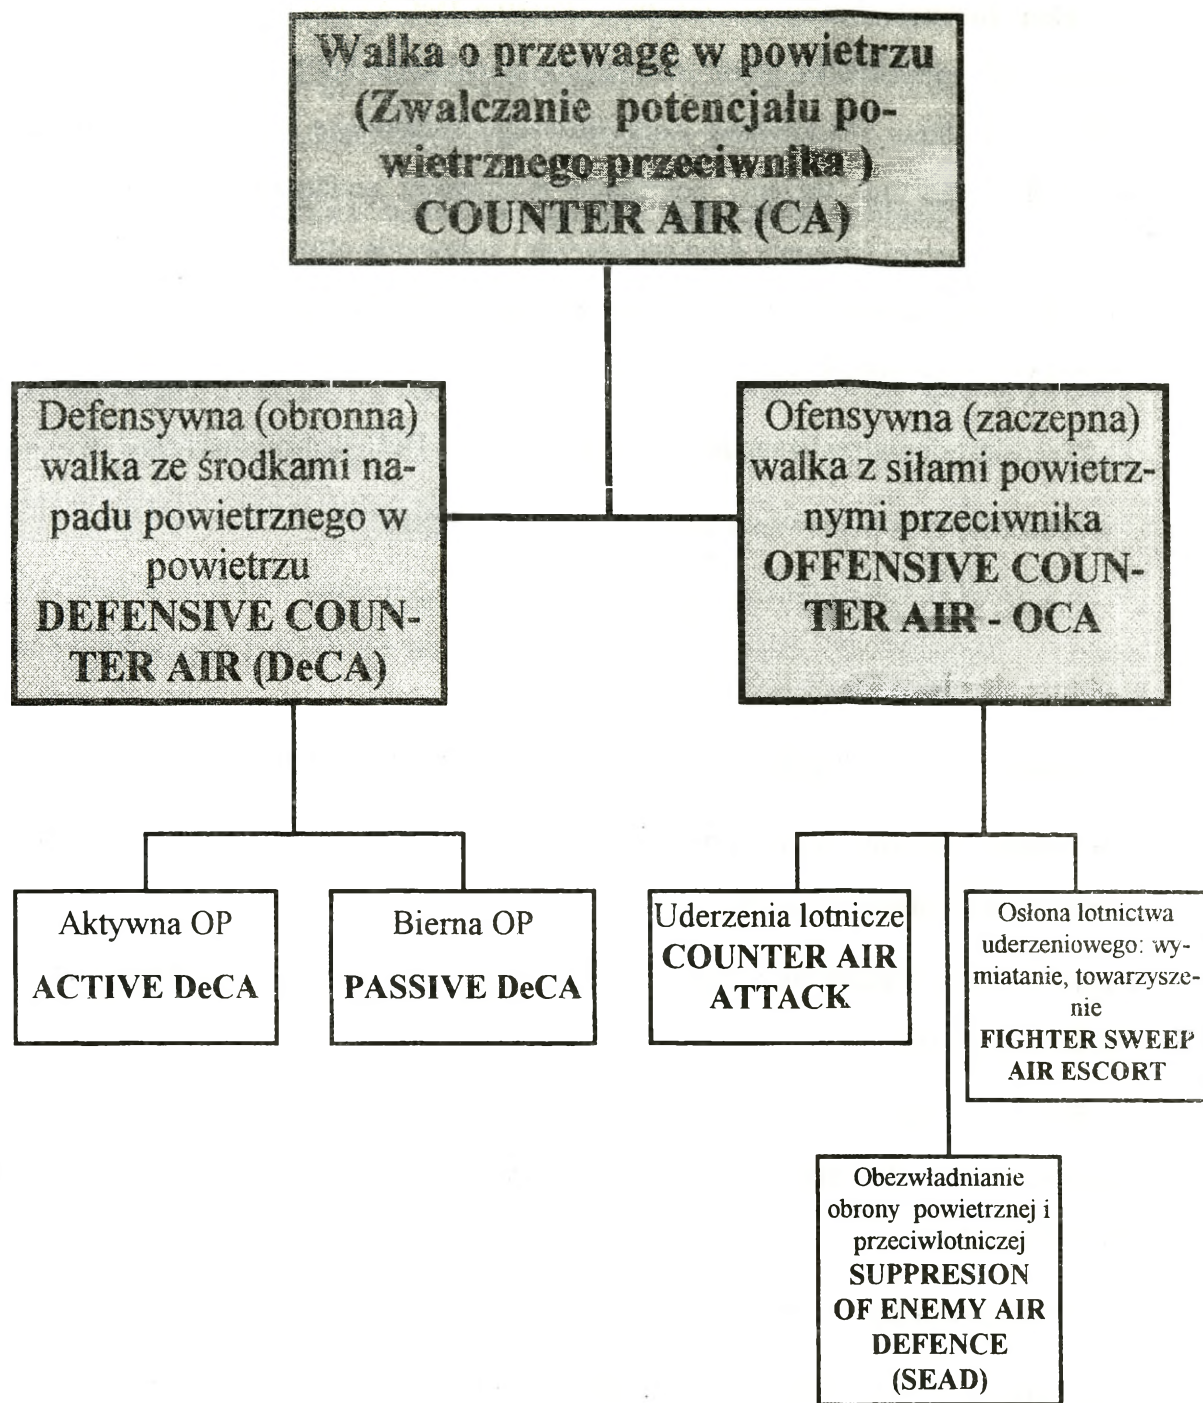 Walka o przewagę w powietrzu
(Zwalczanie potencjału po-
wietrznego przeciwnika )
COUNTER AIR (CA)
Defensywna (obronna)
walka ze środkami na-
padu powietrznego w
powietrzu
DEFENSIVE COUN-
TER AIR (DeCA)
Ofensywna (zaczepna)
walka z siłami powietrz-
nymi przeciwnika
OFFENSIVE COUN-
TER AIR - OCA
Aktywna OP
ACTIVE DeCA
Bierna OP
PASSIVE DeCA
Uderzenia lotnicze
COUNTER AIR
ATTACK
Osłona lotnictwa
uderzeniowego: wy-
miatanie, towarzysze-
nie
FIGHTER SWEEP
AIR ESCORT
Obezwładnianie
obrony powietrznej i
przeciwlotniczej
SUPPRESION
OF ENEMY AIR
DEFENCE
(SEAD)